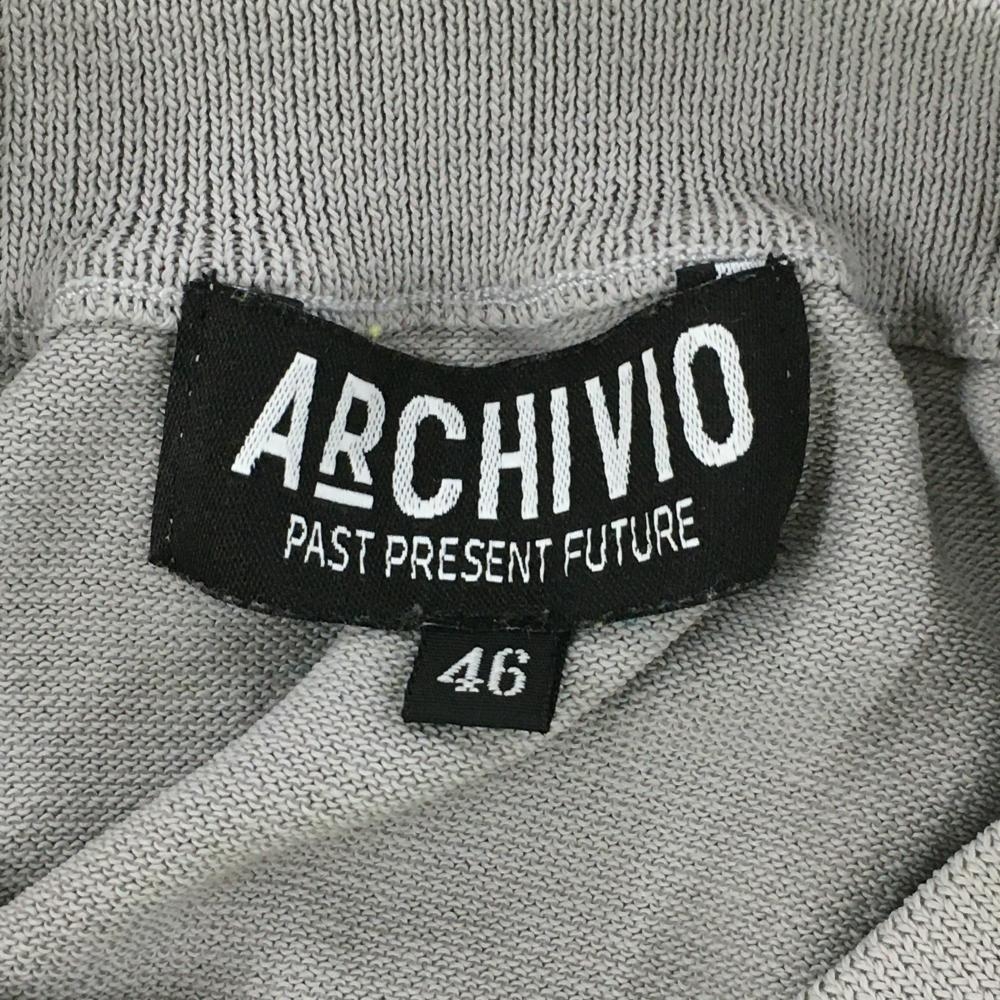 ARCHIVIO
PAST PRESENT FUTURE
46